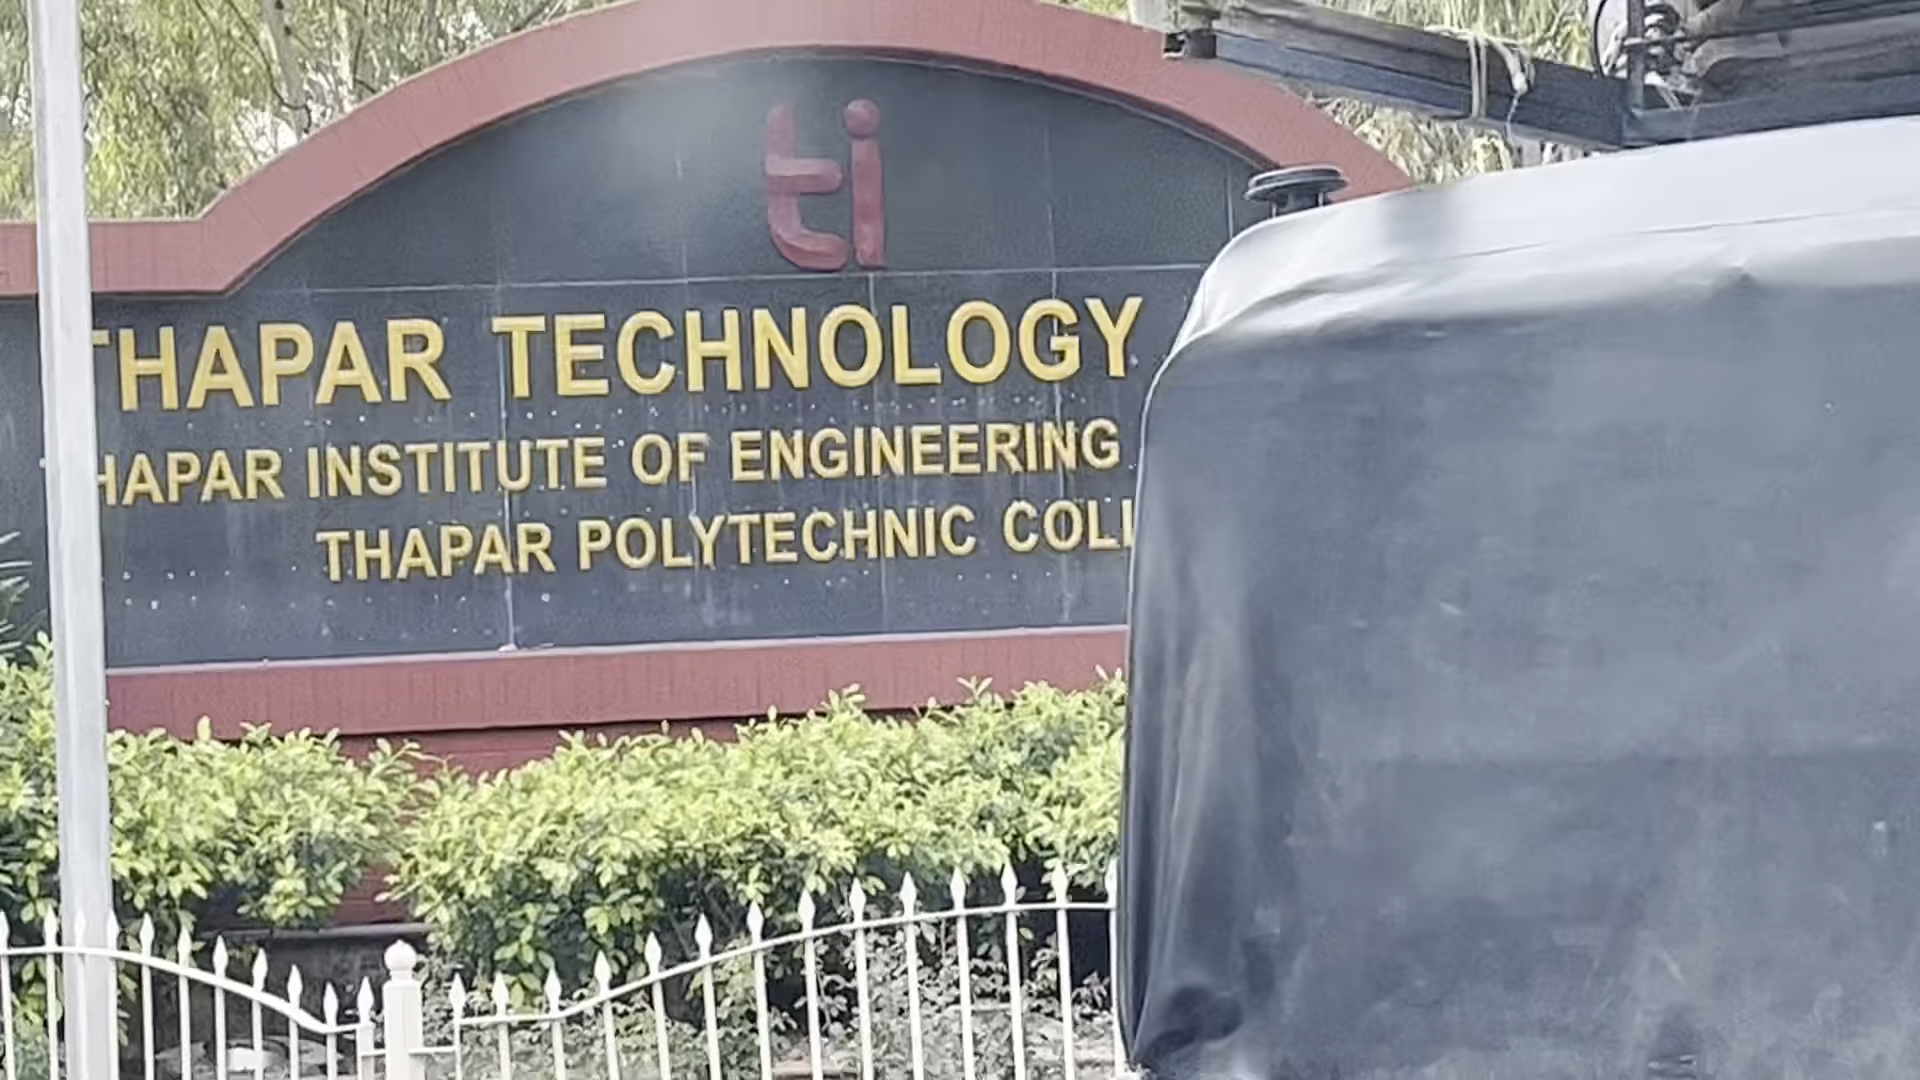 ti
THAPAR TECHNOLOGY
HAPAR INSTITUTE OF ENGINEERING
THAPAR POLYTECHNIC COLL